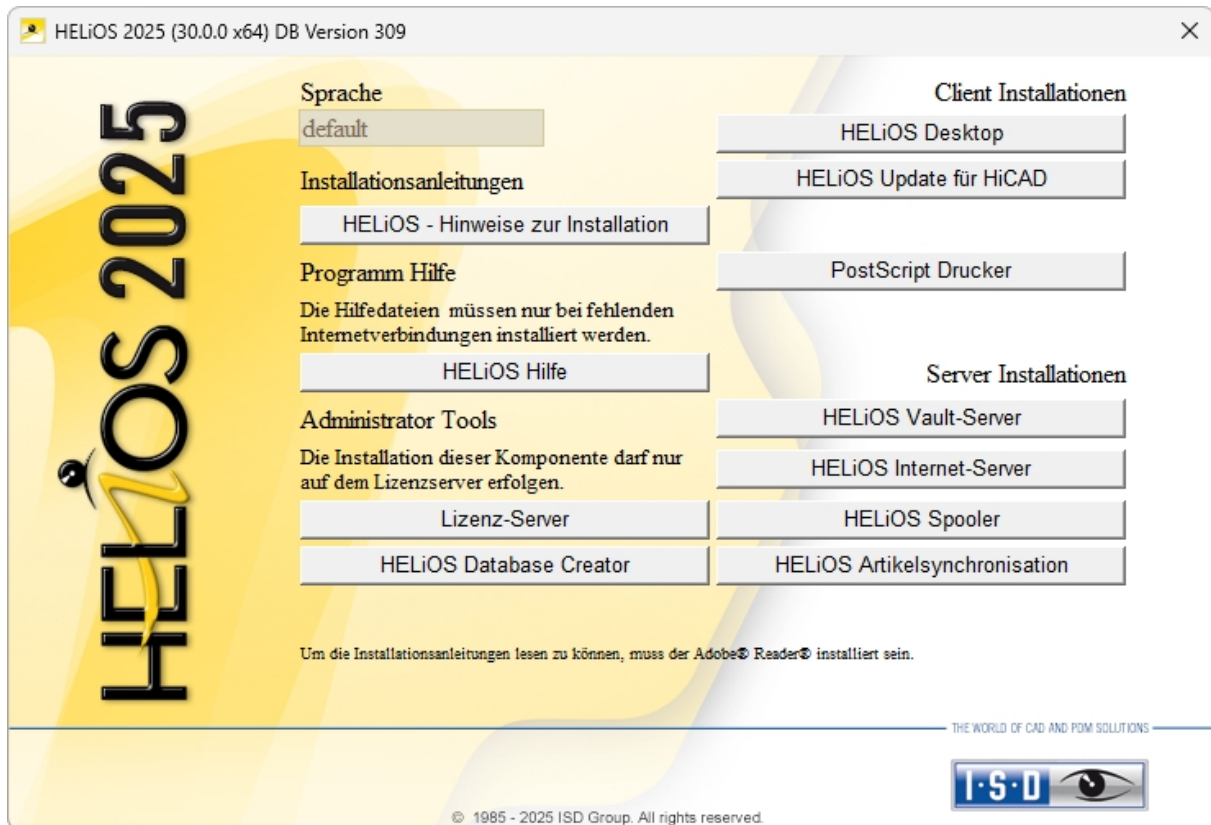 HELiOS 2025 (30.0.0 x64) DB Version 309
HELiOS 2025
Sprache
default
Installationsanleitungen
HELiOS - Hinweise zur Installation
Programm Hilfe
Die Hilfedateien müssen nur bei fehlenden
Internetverbindungen installiert werden.
HELiOS Hilfe
Administrator Tools
Die Installation dieser Komponente darf nur
auf dem Lizenzserver erfolgen.
Lizenz-Server
HELiOS Database Creator
Client Installationen
HELiOS Desktop
HELiOS Update für HiCAD
PostScript Drucker
Server Installationen
HELiOS Vault-Server
HELiOS Internet-Server
HELiOS Spooler
HELiOS Artikelsynchronisation
Um die Installationsanleitungen lesen zu können, muss der Adobe® Reader® installiert sein.
THE WORLD OF CAD AND PDM SOLUTIONS
I·S·D
© 1985 - 2025 ISD Group. All rights reserved.